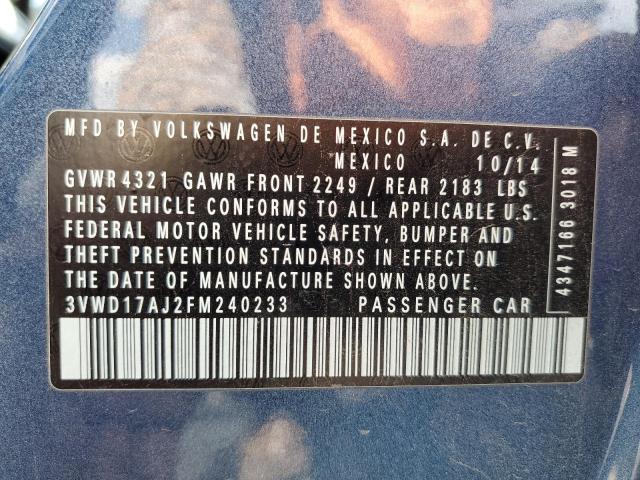 MFD BY VOLKSWAGEN DE MEXICO S.A. DE C.V.
MEXICO 10/14
GVWR 4321 GAWR FRONT 2249 / REAR 2183 LBS
THIS VEHICLE CONFORMS TO ALL APPLICABLE U.S.
FEDERAL MOTOR VEHICLE SAFETY, BUMPER AND
THEFT PREVENTION STANDARDS IN EFFECT ON
THE DATE OF MANUFACTURE SHOWN ABOVE.
3VWD17AJ2FM240233 PASSENGER CAR
4347166 3018 M